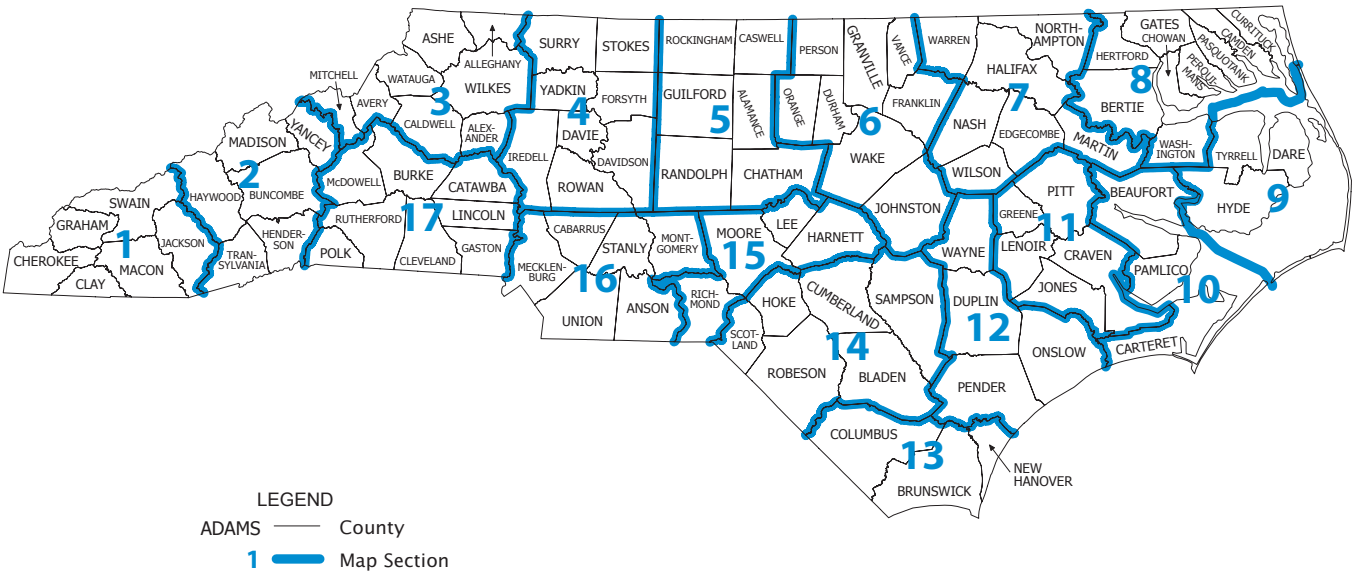 ASHE
ALLEGHANY
SURRY
STOKES
ROCKINGHAM
CASWELL
PERSON
GRANVILLE
VANCE
WARREN
NORTH-
AMPTON
GATES
CHOWAN
HERTFORD
CURRITUCK
CAMDEN
PASQUOTANK
PERQUI-
MANS
MITCHELL
WATAUGA
AVERY
WILKES
3
CALDWELL
ALEX-
ANDER
YADKIN
4
FORSYTH
DAVIE
IREDELL
DAVIDSON
ROWAN
GUILFORD
5
ALAMANCE
ORANGE
DURHAM
RANDOLPH
CHATHAM
6
FRANKLIN
WAKE
HALIFAX
7
NASH
EDGECOMBE
WILSON
MARTIN
8
BERTIE
WASH-
INGTON
TYRRELL
DARE
HYDE
9
MADISON
YANCEY
2
HAYWOOD
BUNCOMBE
McDOWELL
BURKE
CATAWBA
SWAIN
GRAHAM
1
CHEROKEE
CLAY
MACON
JACKSON
TRAN-
SYLVANIA
HENDER-
SON
RUTHERFORD
17
LINCOLN
POLK
CLEVELAND
GASTON
CABARRUS
MECKLEN-
BURG
STANLY
16
UNION
ANSON
MONT-
GOMERY
MOORE
15
LEE
HARNETT
JOHNSTON
RICH-
MOND
SCOT-
LAND
HOKE
CUMBERLAND
SAMPSON
14
ROBESON
BLADEN
WAYNE
GREENE
PITT
11
LENOIR
CRAVEN
JONES
BEAUFORT
PAMLICO
10
CARTERET
DUPLIN
12
ONSLOW
PENDER
COLUMBUS
13
BRUNSWICK
NEW
HANOVER
LEGEND
ADAMS County
1 Map Section